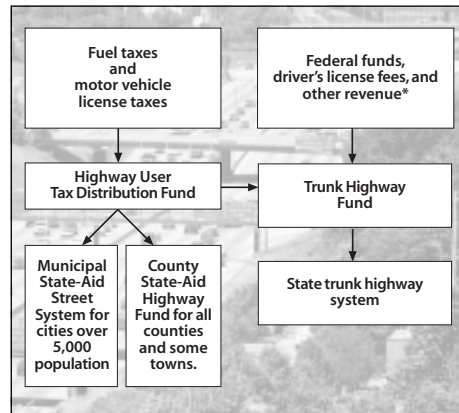 Fuel taxes
and
motor vehicle
license taxes
Federal funds,
driver's license fees, and
other revenue*
Highway User
Tax Distribution Fund
Trunk Highway
Fund
Municipal
State-Aid
Street
System for
cities over
5,000
population
County
State-Aid
Highway
Fund for all
counties
and some
towns.
State trunk highway
system